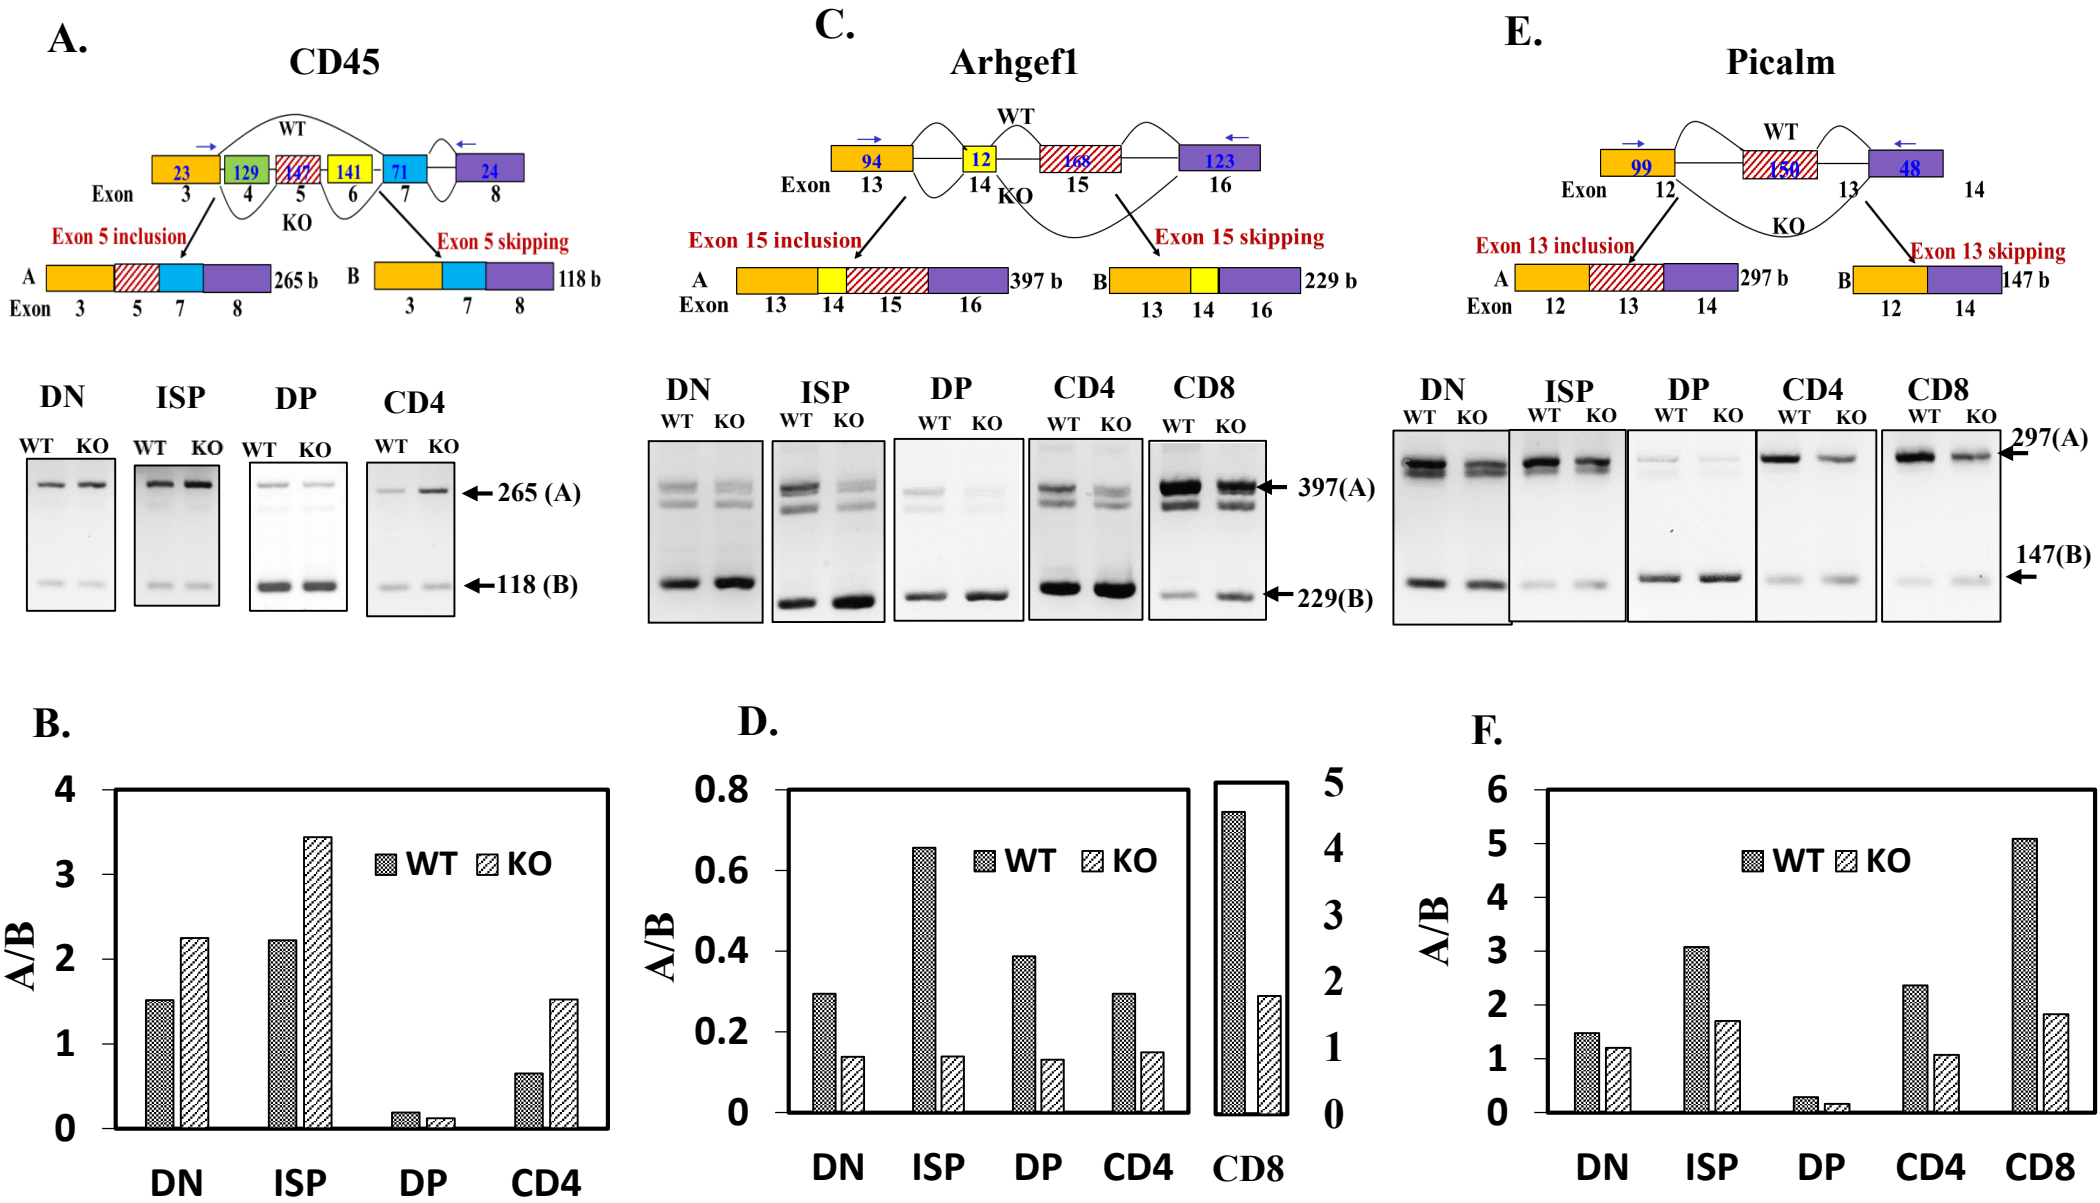 A.
CD45
WT
23 129 147 141 71 24
Exon 3 4 5 6 7 8
KO
Exon 5 inclusion
Exon 5 skipping
A 265 b
Exon 3 5 7 8
B 118 b
3 7 8
DN ISP DP CD4
WT KO WT KO WT KO WT KO
265 (A)
118 (B)
B.
A/B
4
3
2
1
0
WT KO
DN ISP DP CD4
C.
Arhgef1
WT
94 12 168 123
Exon 13 14 15 16
KO
Exon 15 inclusion
Exon 15 skipping
A 397 b
Exon 13 14 15 16
B 229 b
13 14 16
DN ISP DP CD4 CD8
WT KO WT KO WT KO WT KO WT KO
397(A)
229(B)
D.
A/B
0.8
0.6
0.4
0.2
0
WT KO
5
4
3
2
1
0
DN ISP DP CD4 CD8
E.
Picalm
WT
99 150 48
Exon 12 13 14
KO
Exon 13 inclusion
Exon 13 skipping
A 297 b
Exon 12 13 14
B 147 b
12 14
DN ISP DP CD4 CD8
WT KO WT KO WT KO WT KO WT KO
297(A)
147(B)
F.
A/B
6
5
4
3
2
1
0
WT KO
DN ISP DP CD4 CD8